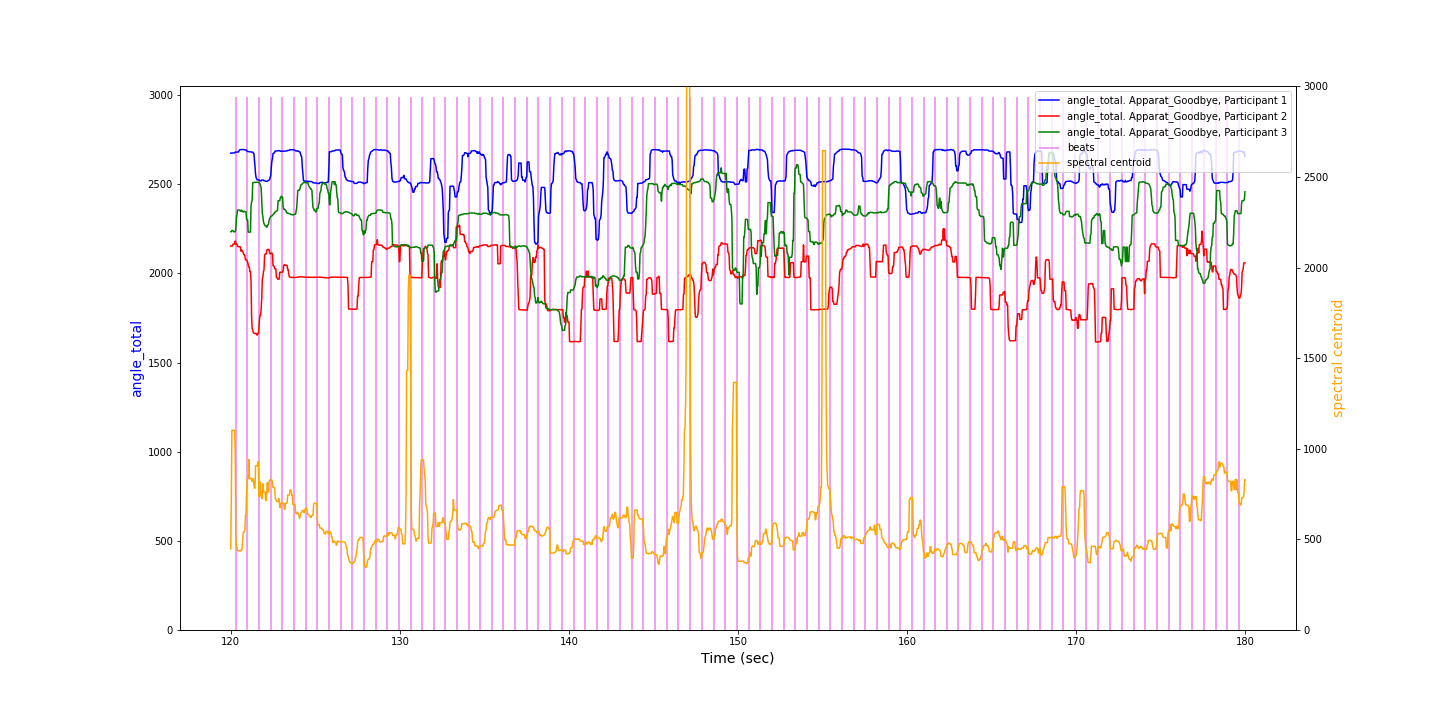 3000
2500
2000
1500
1000
500
0
angle_total
120
130
140
150
160
170
180
Time (sec)
3000
2500
2000
1500
1000
500
0
spectral centroid
angle_total. Apparat_Goodbye, Participant 1
angle_total. Apparat_Goodbye, Participant 2
angle_total. Apparat_Goodbye, Participant 3
beats
spectral centroid